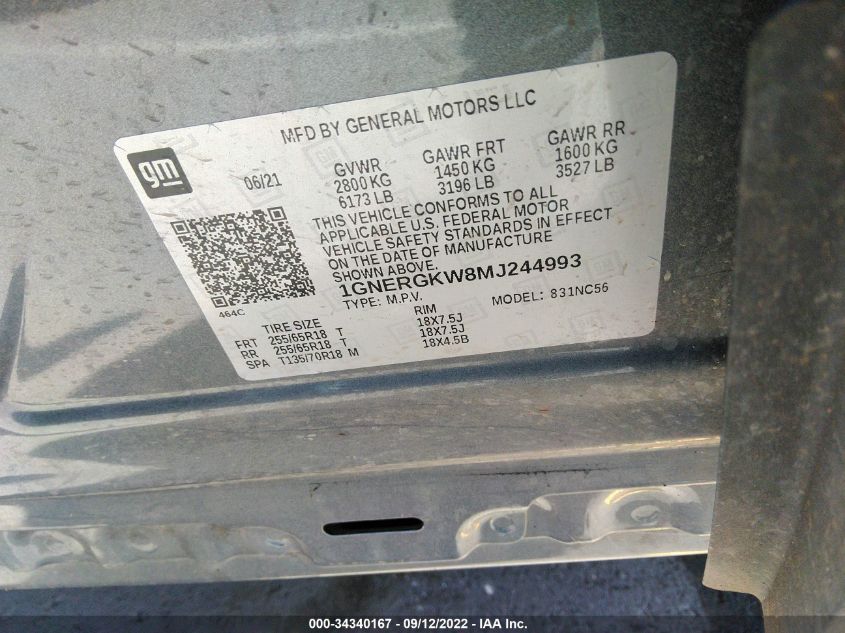 MFD BY GENERAL MOTORS LLC
gm
06/21 GVWR GAWR FRT GAWR RR
2800 KG 1450 KG 1600 KG
6173 LB 3196 LB 3527 LB
THIS VEHICLE CONFORMS TO ALL
APPLICABLE U.S. FEDERAL MOTOR
VEHICLE SAFETY STANDARDS IN EFFECT
ON THE DATE OF MANUFACTURE
SHOWN ABOVE.
1GNERGKW8MJ244993
464C
TYPE: M.P.V. MODEL: 831NC56
TIRE SIZE RIM
FRT 255/65R18 T 18X7.5J
RR 255/65R18 T 18X7.5J
SPA T135/70R18 M 18X4.5B
000-34340167 - 09/12/2022 - IAA Inc.